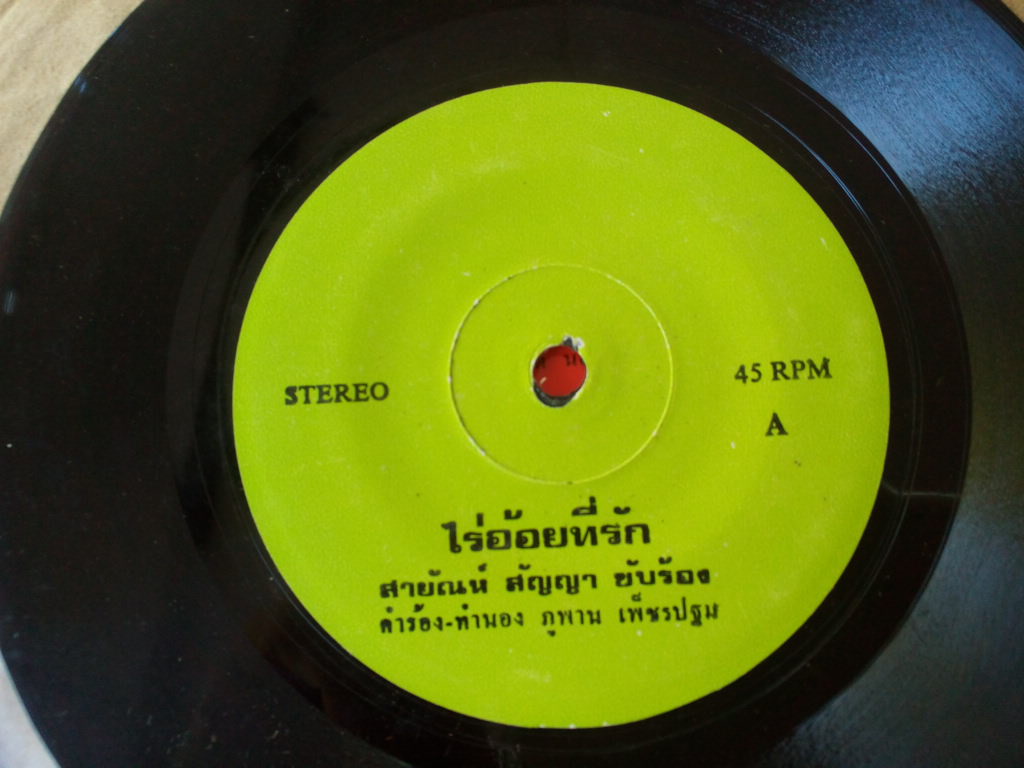 STEREO
45 RPM
A
ไร่อ้อยที่รัก
สายัณห์ สัญญา ขับร้อง
คำร้อง-ทำนอง ภูพาน เพ็ชรปฐม